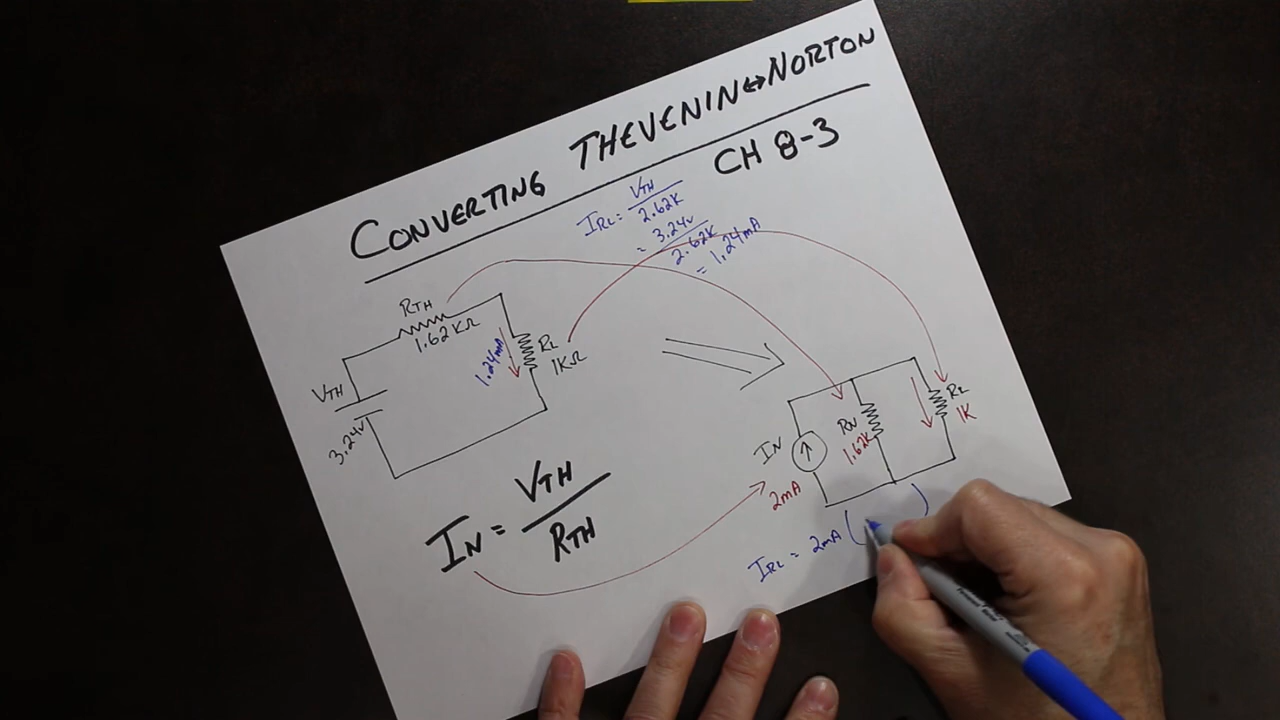 CONVERTING THEVENIN↔NORTON
CH 8-3
IRL = VTH / 2.62K
= 3.24V / 2.62K
= 1.24mA
RTH
1.62KΩ
1.24mA
RL
1KΩ
VTH
3.24V
IN = VTH / RTH
IN
2mA
RN
1.62K
RL
1K
IRL = 2mA (    )